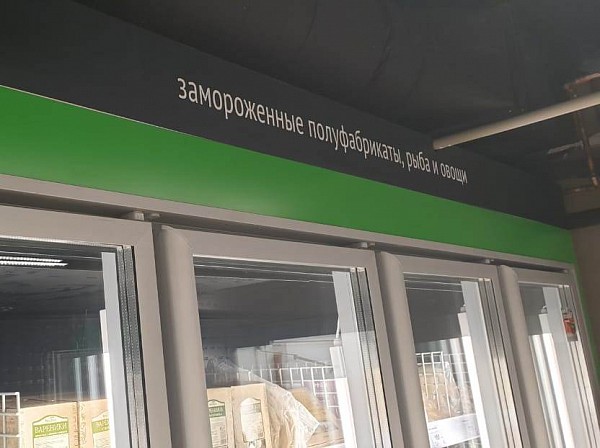 замороженные полуфабрикаты, рыба и овощи